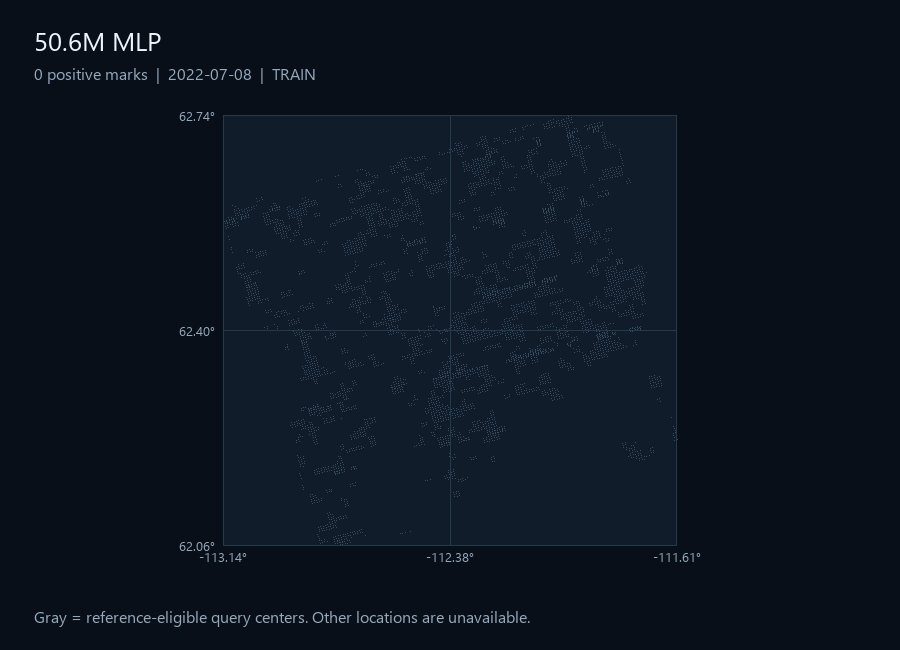 50.6M MLP
0 positive marks | 2022-07-08 | TRAIN
62.74°
62.40°
62.06°
-113.14°
-112.38°
-111.61°
Gray = reference-eligible query centers. Other locations are unavailable.